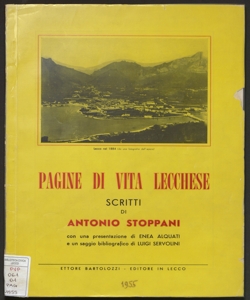 PAGINE DI VITA LECCHESE
SCRITTI
DI
ANTONIO STOPPANI
con una presentazione di ENEA ALQUATI
e un saggio bibliografico di LUIGI SERVOLINI
ETTORE BARTOLOZZI - EDITORE IN LECCO
1955